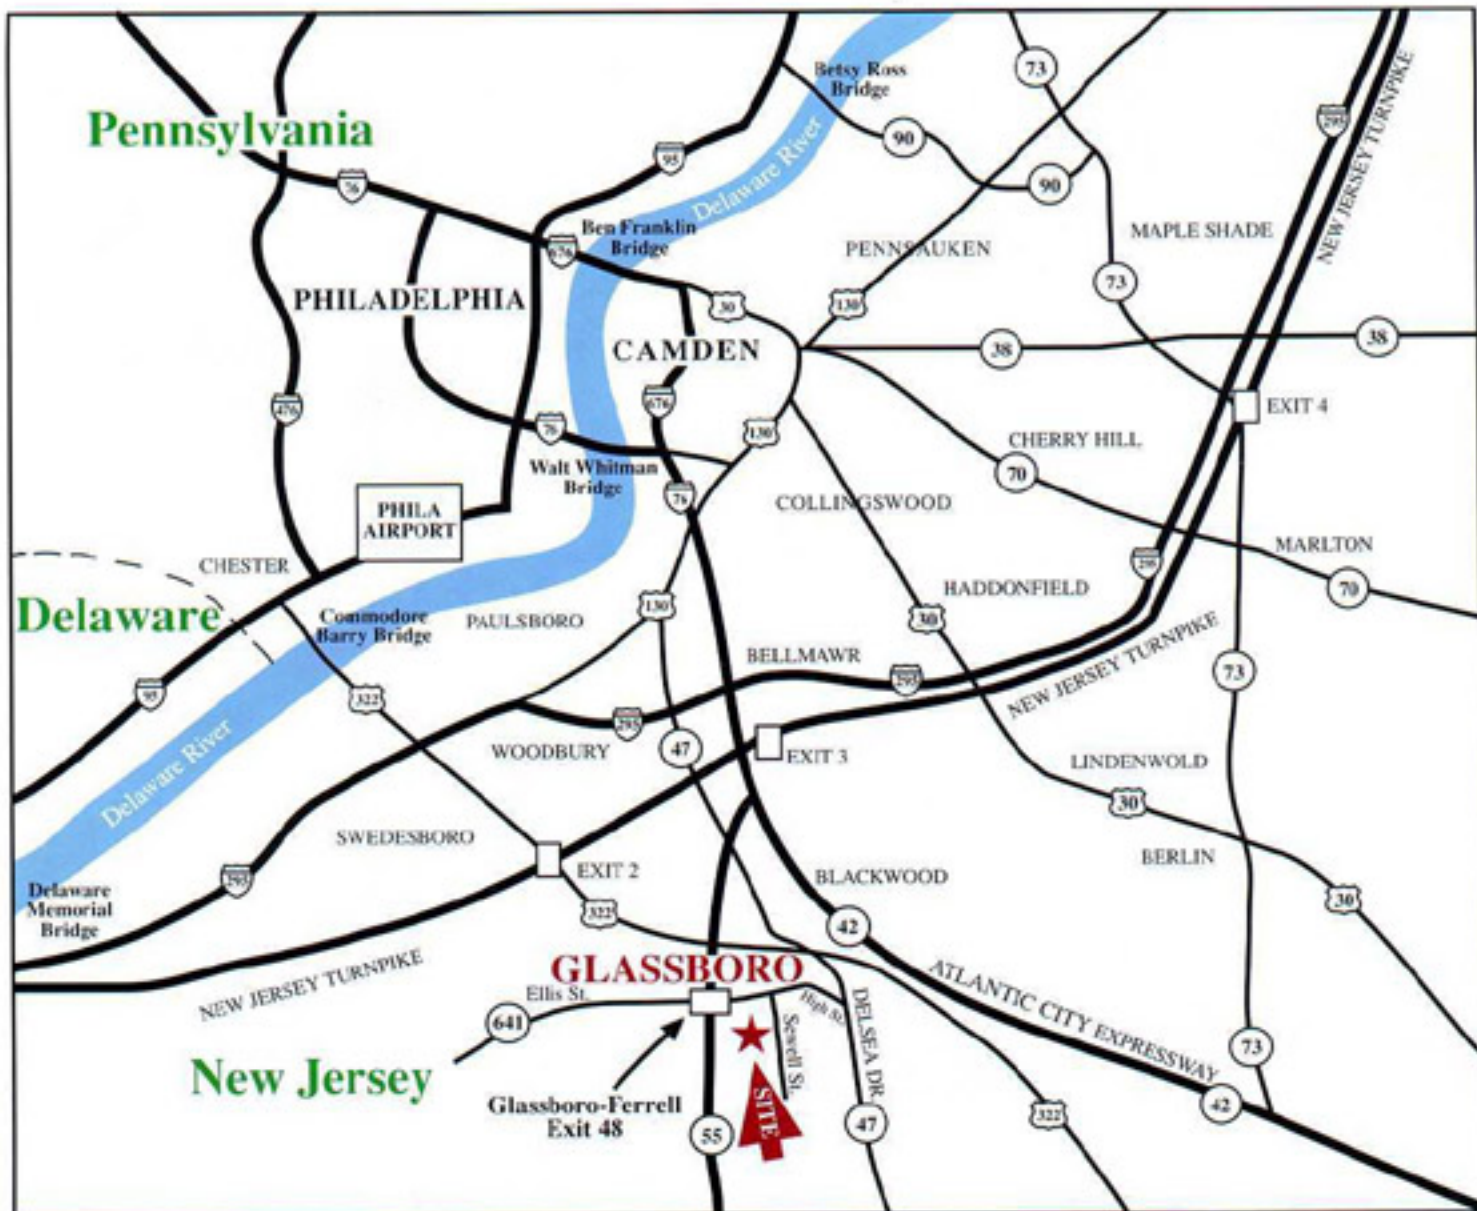 Betsy Ross
Bridge
73
295
NEW JERSEY TURNPIKE
Pennsylvania
90
95
Delaware River
76
90
Ben Franklin
Bridge
676
PENNSAUKEN
MAPLE SHADE
73
PHILADELPHIA
30
130
CAMDEN
38
38
476
676
EXIT 4
76
130
CHERRY HILL
70
Walt Whitman
Bridge
76
COLLINGSWOOD
PHILA
AIRPORT
MARLTON
CHESTER
295
70
HADDONFIELD
Delaware
Commodore
Barry Bridge
PAULSBORO
130
30
BELLMAWR
295
NEW JERSEY TURNPIKE
73
95
322
295
WOODBURY
47
EXIT 3
LINDENWOLD
Delaware River
30
SWEDESBORO
BERLIN
EXIT 2
295
BLACKWOOD
Delaware
Memorial
Bridge
322
42
30
NEW JERSEY TURNPIKE
GLASSBORO
ATLANTIC CITY EXPRESSWAY
Ellis St.
High St.
DELSEA DR.
641
Sewell St.
73
New Jersey
Glassboro-Ferrell
Exit 48
SITE
55
47
322
42